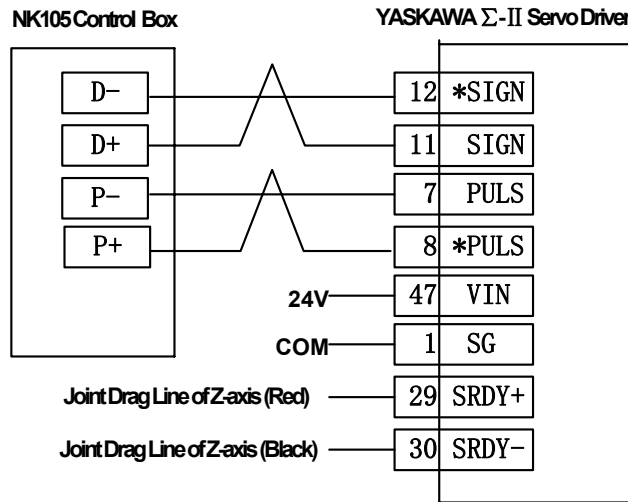 NK105 Control Box YASKAWA Σ-Ⅱ Servo Driver
D− 12 *SIGN
D+ 11 SIGN
P− 7 PULS
P+ 8 *PULS
24V 47 VIN
COM 1 SG
Joint Drag Line of Z-axis (Red) 29 SRDY+
Joint Drag Line of Z-axis (Black) 30 SRDY−